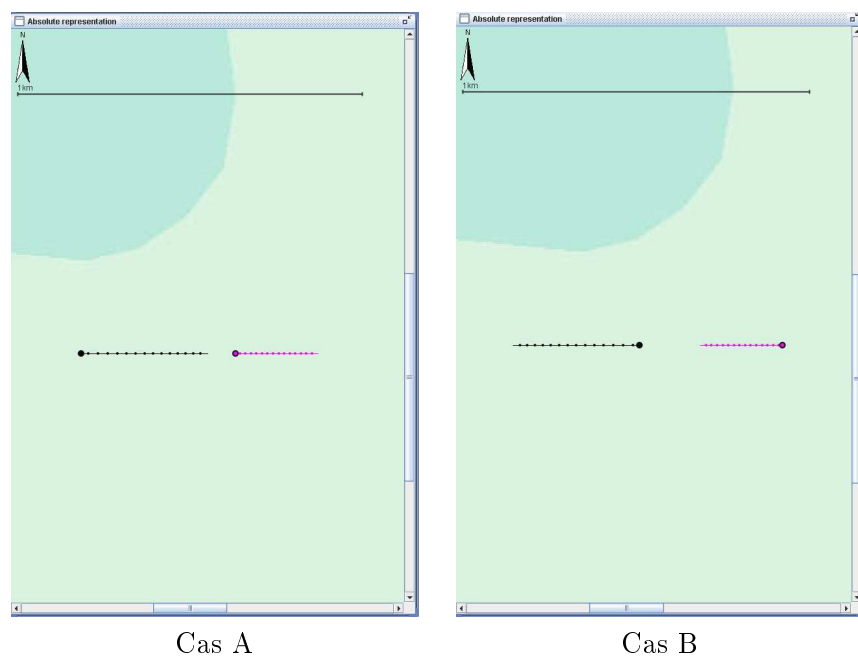 Absolute representation
N
1km
Absolute representation
N
1km
Cas A
Cas B